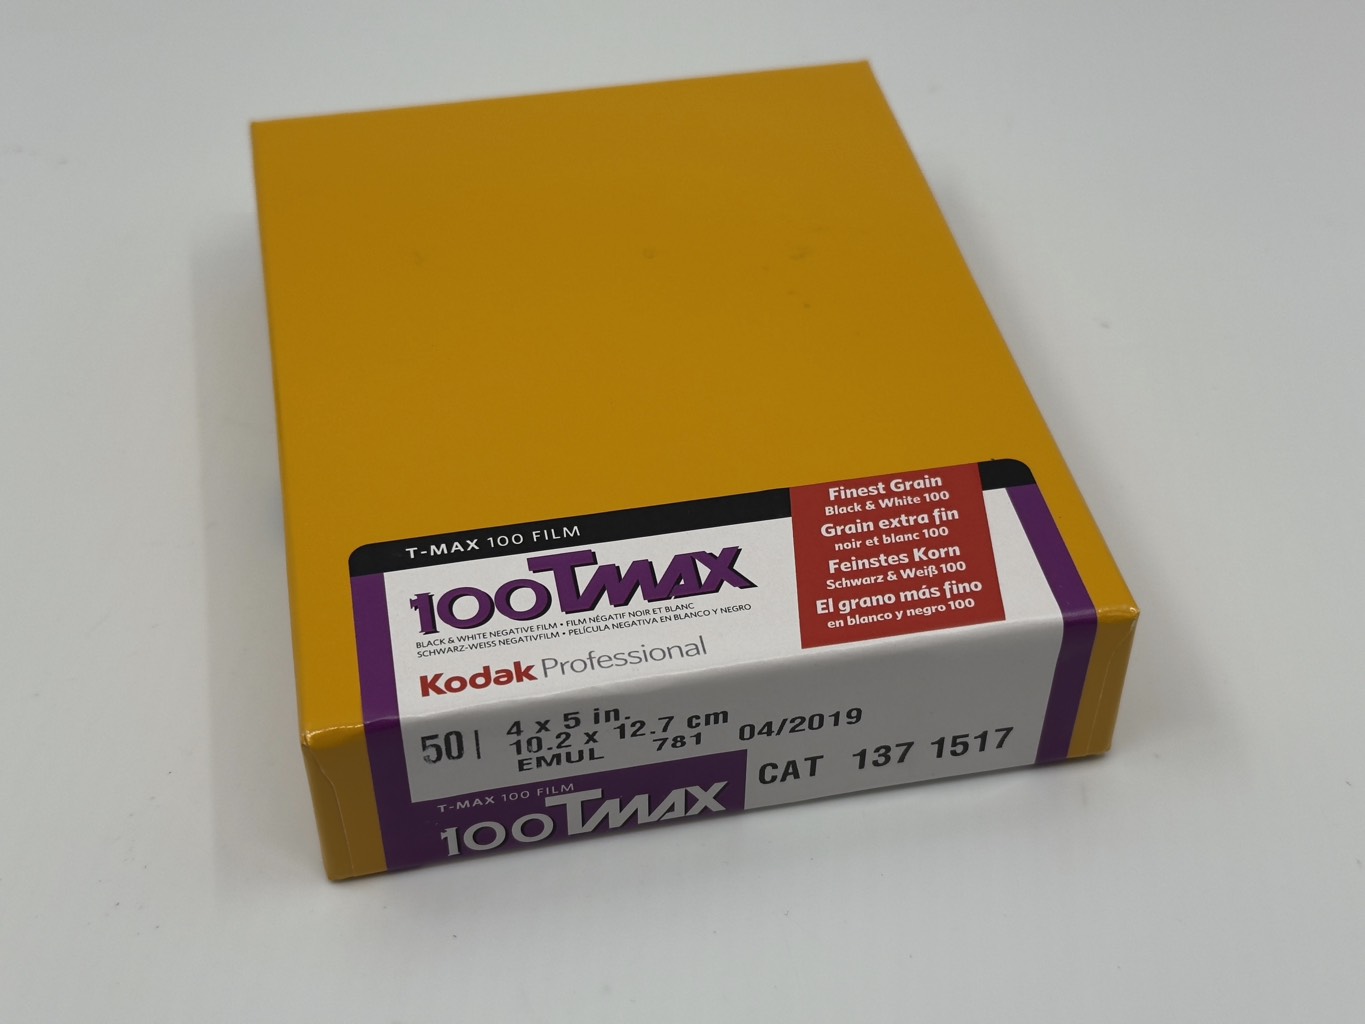 T-MAX 100 FILM
100TMAX
BLACK & WHITE NEGATIVE FILM • FILM NÉGATIF NOIR ET BLANC
SCHWARZ-WEISS NEGATIVFILM • PELÍCULA NEGATIVA EN BLANCO Y NEGRO
Kodak Professional
Finest Grain
Black & White 100
Grain extra fin
noir et blanc 100
Feinstes Korn
Schwarz & Weiß 100
El grano más fino
en blanco y negro 100
50|
4 x 5 in.
10.2 x 12.7 cm
EMUL 781 04/2019
CAT 137 1517
T-MAX 100 FILM
100TMAX